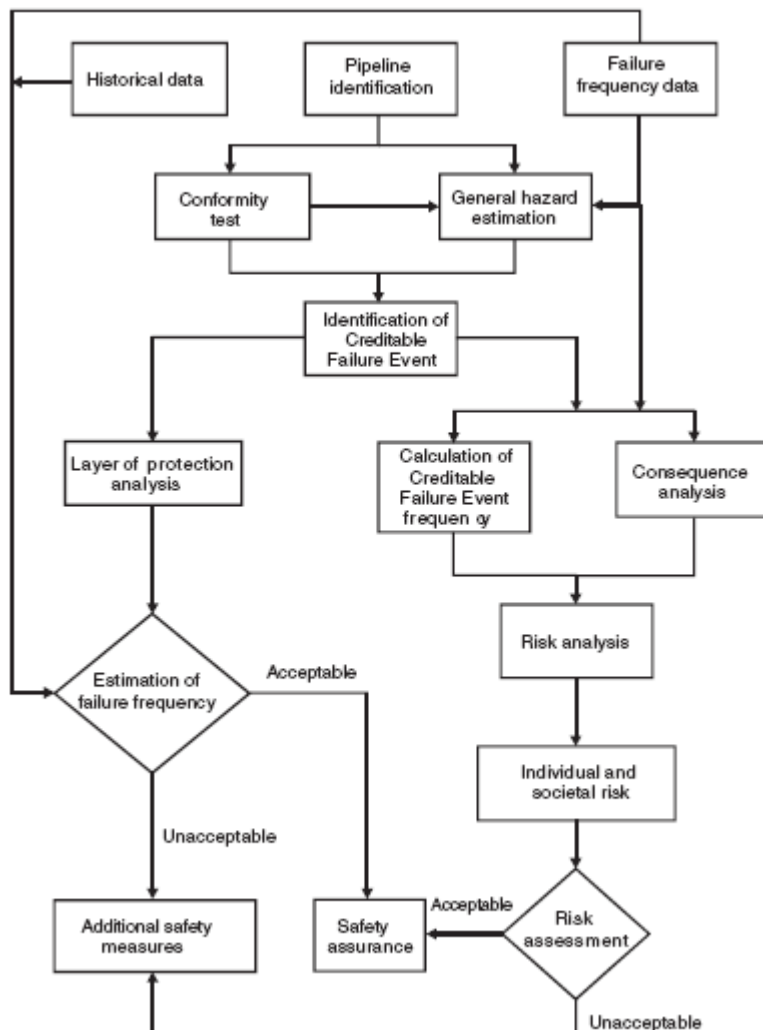 Historical data
Pipeline
identification
Failure
frequency data
Conformity
test
General hazard
estimation
Identification of
Creditable
Failure Event
Layer of protection
analysis
Calculation of
Creditable
Failure Event
frequen cy
Consequence
analysis
Risk analysis
Estimation of
failure frequency
Acceptable
Individual and
societal risk
Unacceptable
Additional safety
measures
Safety
assurance
Acceptable
Risk
assessment
Unacceptable